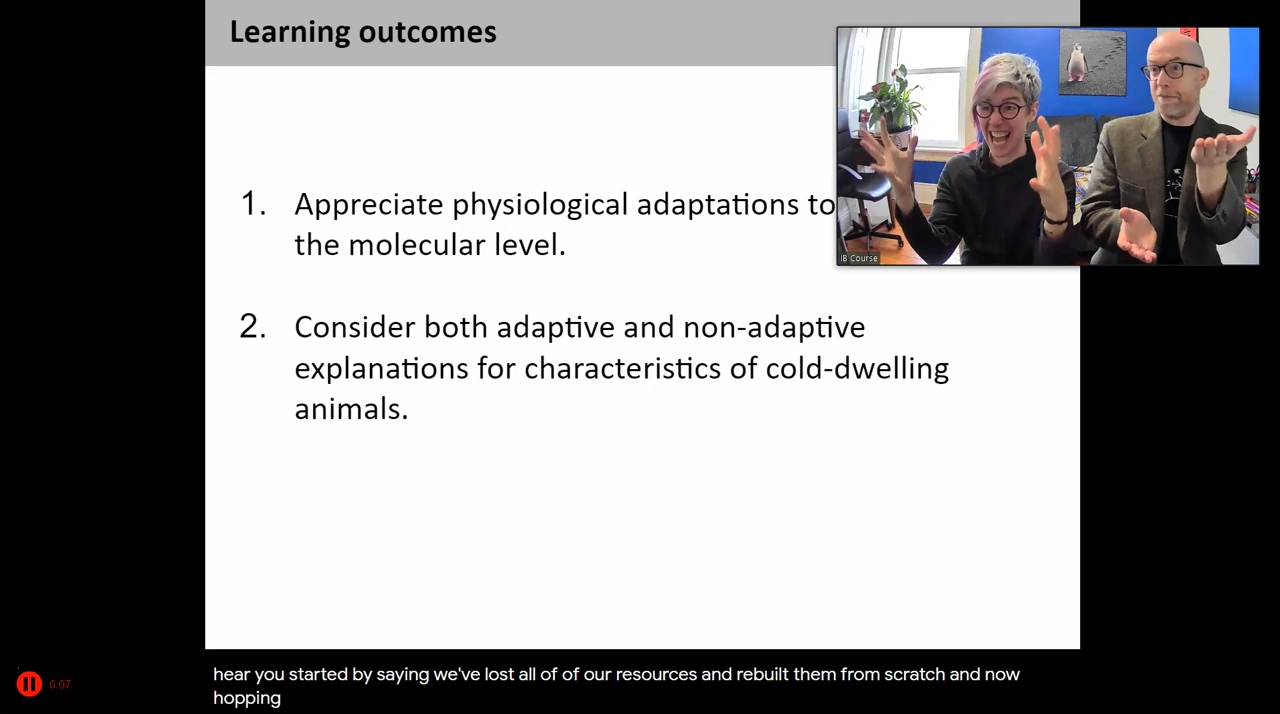 Learning outcomes
1. Appreciate physiological adaptations to
the molecular level.
2. Consider both adaptive and non-adaptive
explanations for characteristics of cold-dwelling
animals.
IB Course
hear you started by saying we've lost all of of our resources and rebuilt them from scratch and now
hopping
6:07